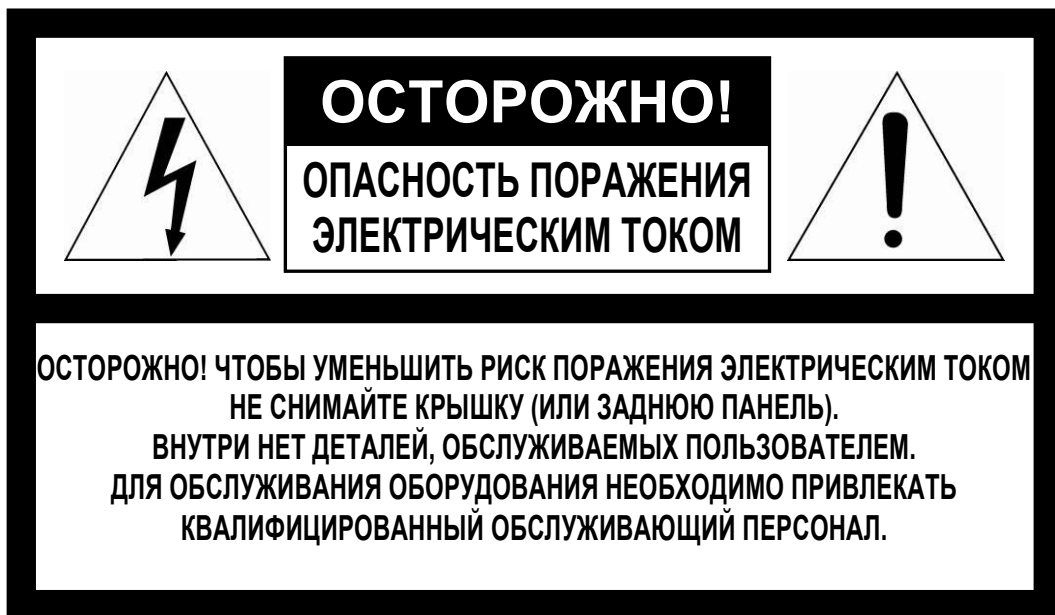 ОСТОРОЖНО!
ОПАСНОСТЬ ПОРАЖЕНИЯ
ЭЛЕКТРИЧЕСКИМ ТОКОМ
ОСТОРОЖНО! ЧТОБЫ УМЕНЬШИТЬ РИСК ПОРАЖЕНИЯ ЭЛЕКТРИЧЕСКИМ ТОКОМ
НЕ СНИМАЙТЕ КРЫШКУ (ИЛИ ЗАДНЮЮ ПАНЕЛЬ).
ВНУТРИ НЕТ ДЕТАЛЕЙ, ОБСЛУЖИВАЕМЫХ ПОЛЬЗОВАТЕЛЕМ.
ДЛЯ ОБСЛУЖИВАНИЯ ОБОРУДОВАНИЯ НЕОБХОДИМО ПРИВЛЕКАТЬ
КВАЛИФИЦИРОВАННЫЙ ОБСЛУЖИВАЮЩИЙ ПЕРСОНАЛ.